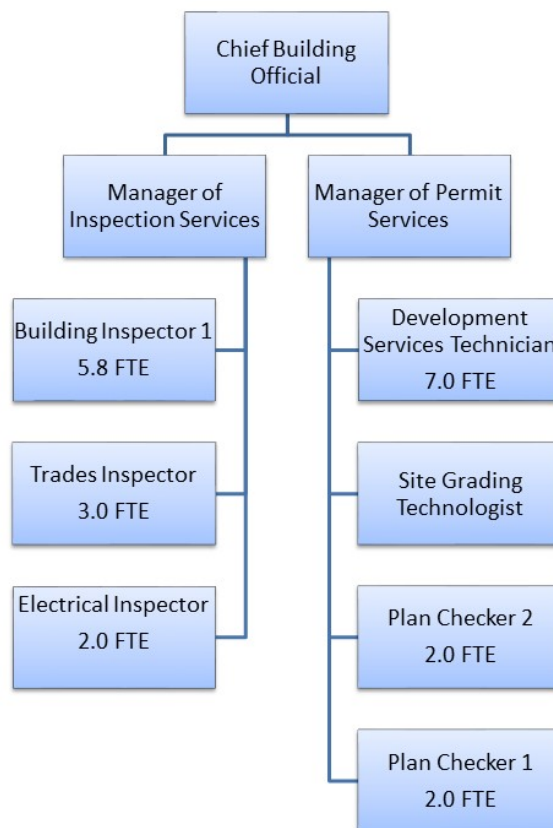 Chief Building
Official
Manager of
Inspection Services
Manager of Permit
Services
Building Inspector 1
5.8 FTE
Trades Inspector
3.0 FTE
Electrical Inspector
2.0 FTE
Development
Services Technician
7.0 FTE
Site Grading
Technologist
Plan Checker 2
2.0 FTE
Plan Checker 1
2.0 FTE